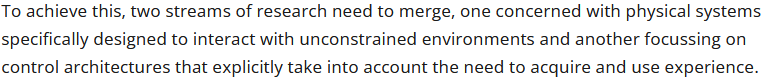 To achieve this, two streams of research need to merge, one concerned with physical systems
specifically designed to interact with unconstrained environments and another focussing on
control architectures that explicitly take into account the need to acquire and use experience.